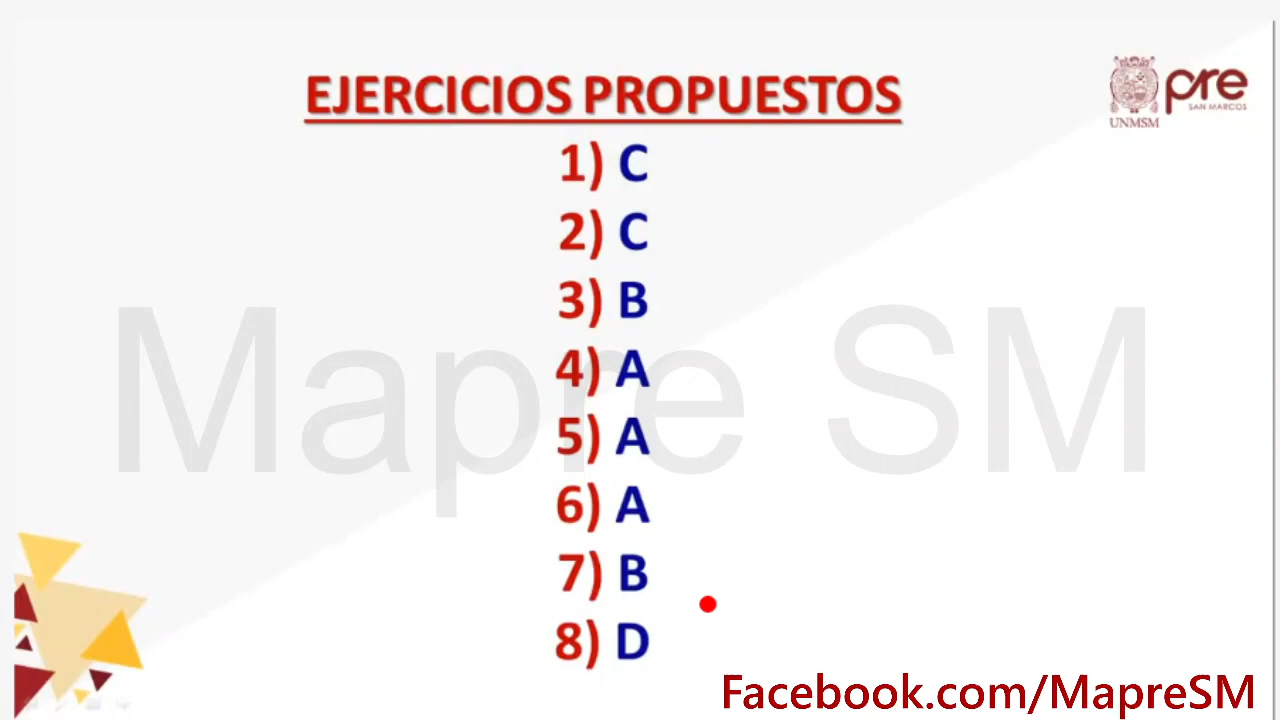 EJERCICIOS PROPUESTOS
pre
SAN MARCOS
UNMSM
1) C
2) C
3) B
4) A
5) A
6) A
7) B
8) D
Mapre SM
Facebook.com/MapreSM